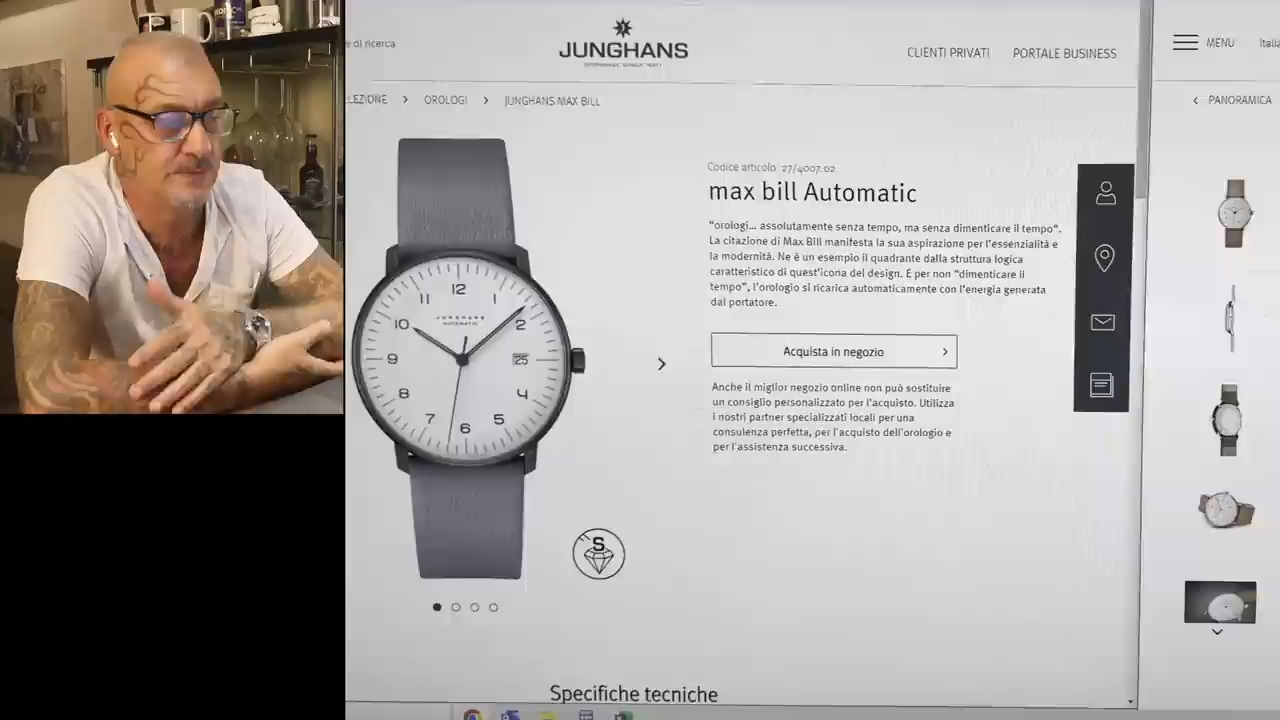 e di ricerca
JUNGHANS
CLIENTI PRIVATI
PORTALE BUSINESS
MENU
Italia
LEZIONE > OROLOGI > JUNGHANS MAX BILL
< PANORAMICA
Codice articolo 27/4007.02
max bill Automatic
"orologi... assolutamente senza tempo, ma senza dimenticare il tempo".
La citazione di Max Bill manifesta la sua aspirazione per l'essenzialità e
la modernità. Ne è un esempio il quadrante dalla struttura logica
caratteristico di quest'icona del design. E per non "dimenticare il
tempo", l'orologio si ricarica automaticamente con l'energia generata
dal portatore.
Acquista in negozio
Anche il miglior negozio online non può sostituire
un consiglio personalizzato per l'acquisto. Utilizza
i nostri partner specializzati locali per una
consulenza perfetta, per l'acquisto dell'orologio e
per l'assistenza successiva.
12
11 1
JUNGHANS
AUTOMATIC
10 2
9 25
8 4
7 5
6
S
Specifiche tecniche